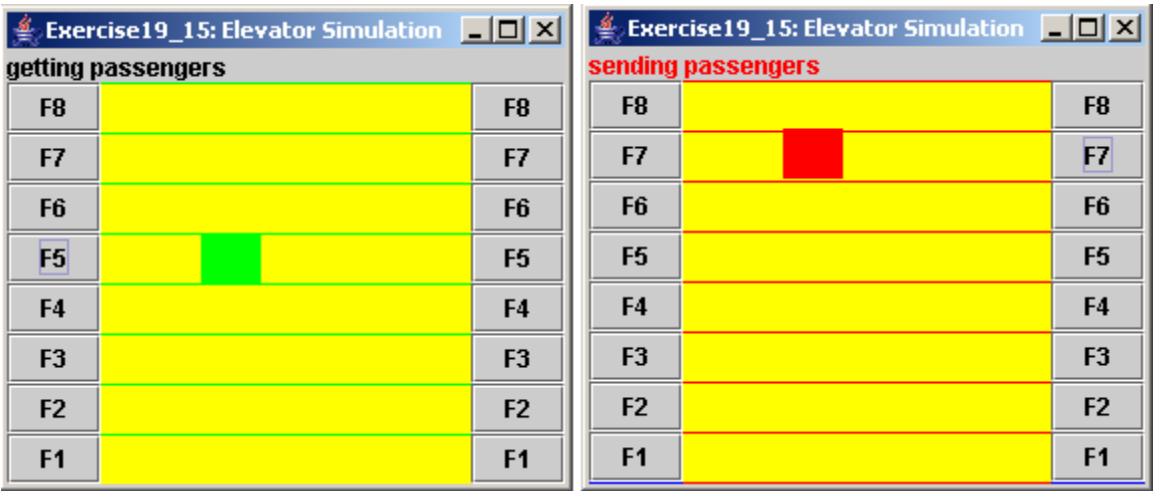 Exercise19_15: Elevator Simulation
getting passengers
F8 F8
F7 F7
F6 F6
F5 F5
F4 F4
F3 F3
F2 F2
F1 F1
Exercise19_15: Elevator Simulation
sending passengers
F8 F8
F7 F7
F6 F6
F5 F5
F4 F4
F3 F3
F2 F2
F1 F1